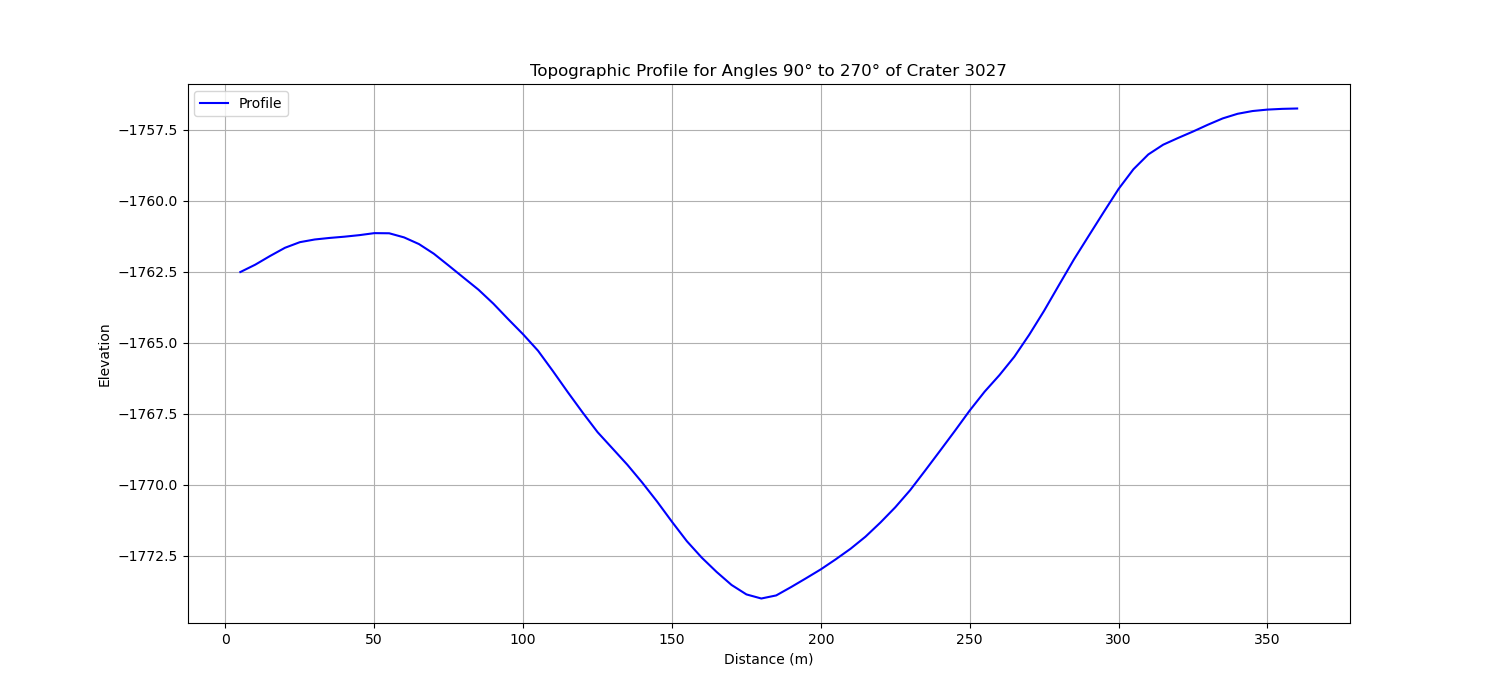 Topographic Profile for Angles 90° to 270° of Crater 3027
Profile
−1757.5
−1760.0
−1762.5
−1765.0
−1767.5
−1770.0
−1772.5
Elevation
0 50 100 150 200 250 300 350
Distance (m)